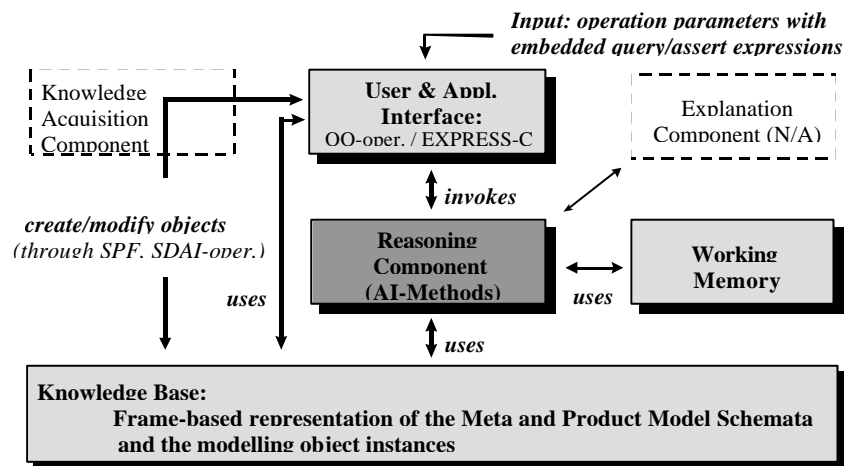 Input: operation parameters with
embedded query/assert expressions
Knowledge
Acquisition
Component
User & Appl.
Interface:
OO-oper. / EXPRESS-C
Explanation
Component (N/A)
invokes
create/modify objects
(through SPF, SDAI-oper.)
uses
Reasoning
Component
(AI-Methods)
uses
Working
Memory
uses
Knowledge Base:
Frame-based representation of the Meta and Product Model Schemata
and the modelling object instances